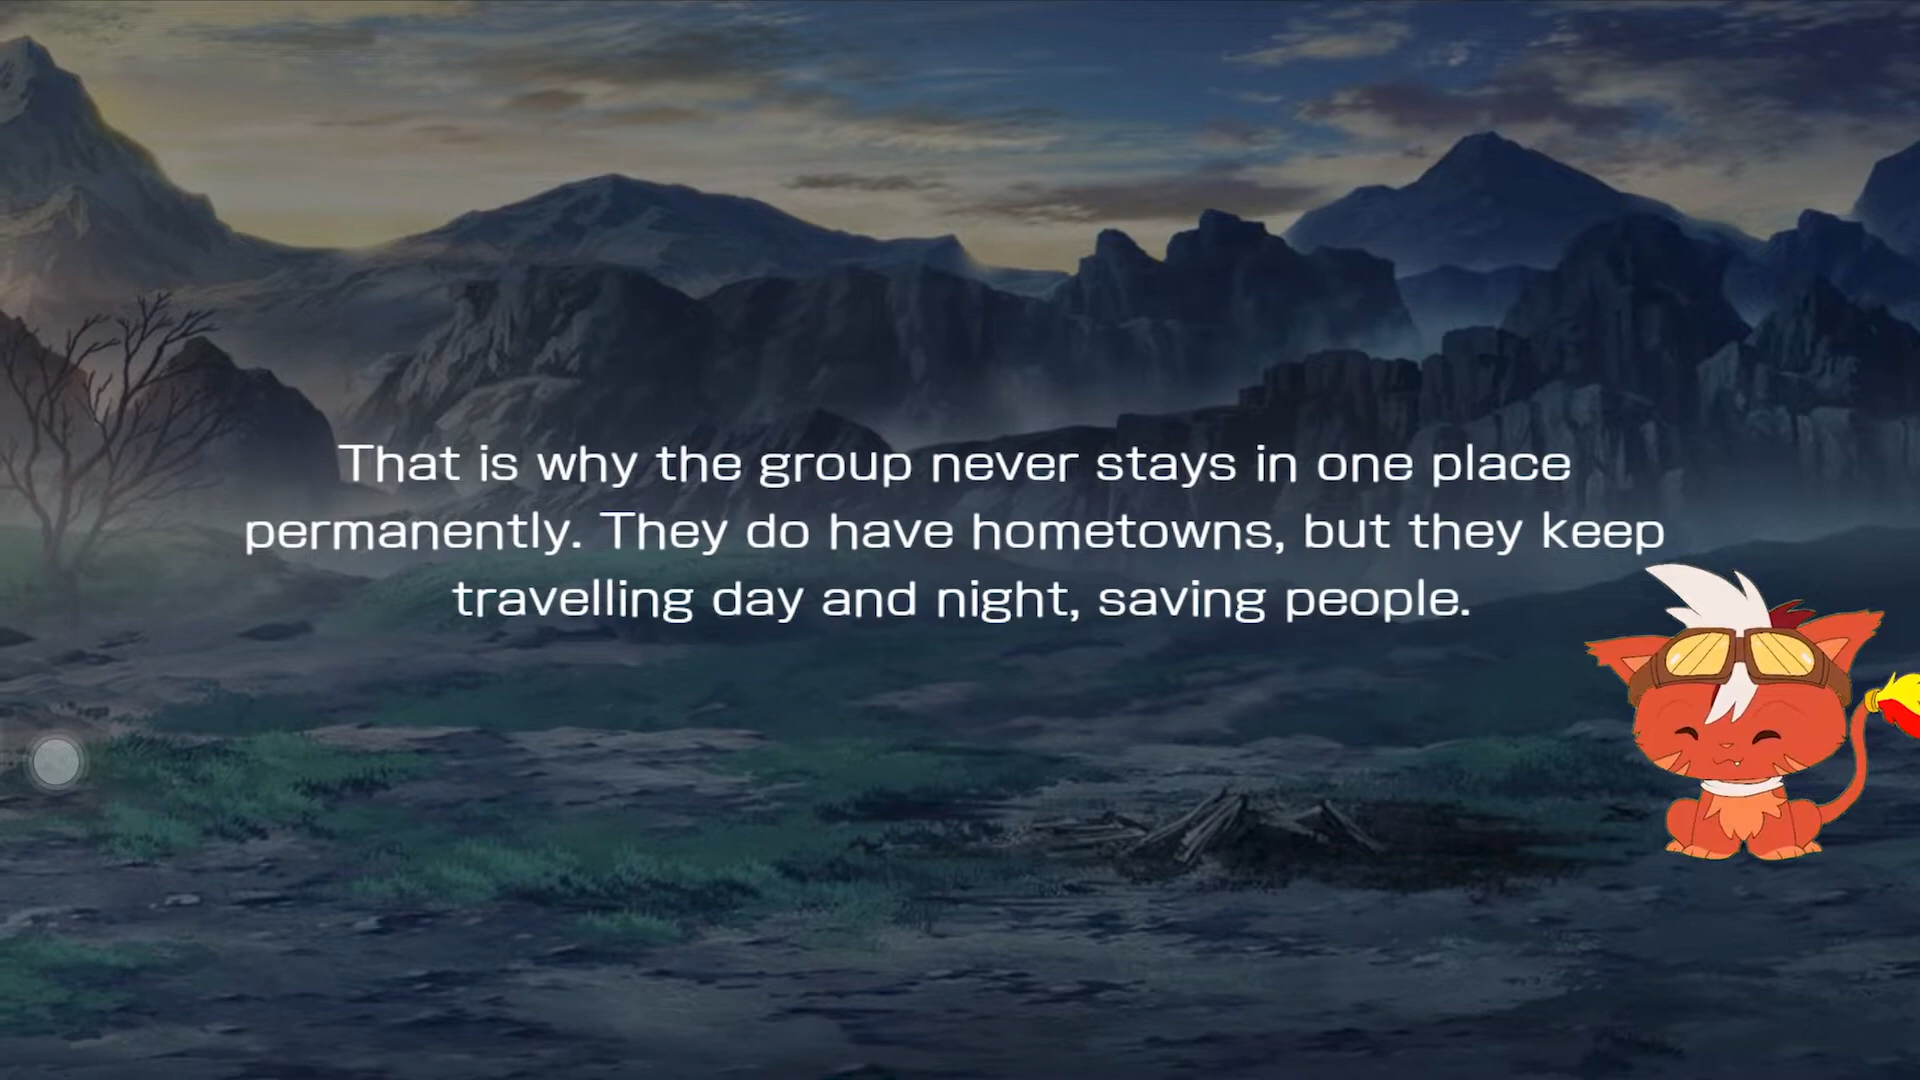 That is why the group never stays in one place
permanently. They do have hometowns, but they keep
travelling day and night, saving people.